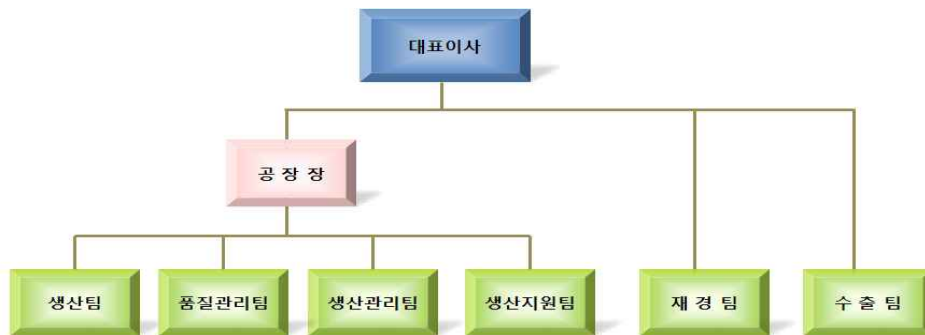 대표이사
공 장 장
생산팀
품질관리팀
생산관리팀
생산지원팀
재 경 팀
수 출 팀